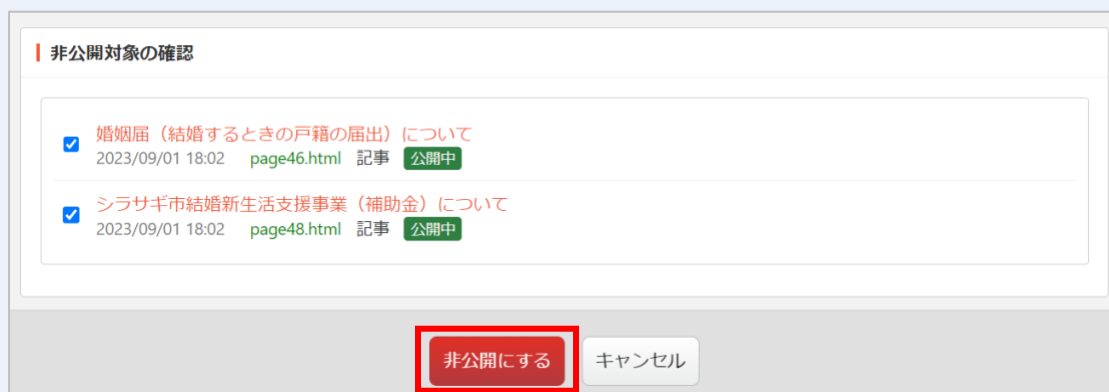 非公開対象の確認
婚姻届（結婚するときの戸籍の届出）について
2023/09/01 18:02 page46.html 記事 公開中
シラサギ市結婚新生活支援事業（補助金）について
2023/09/01 18:02 page48.html 記事 公開中
非公開にする キャンセル